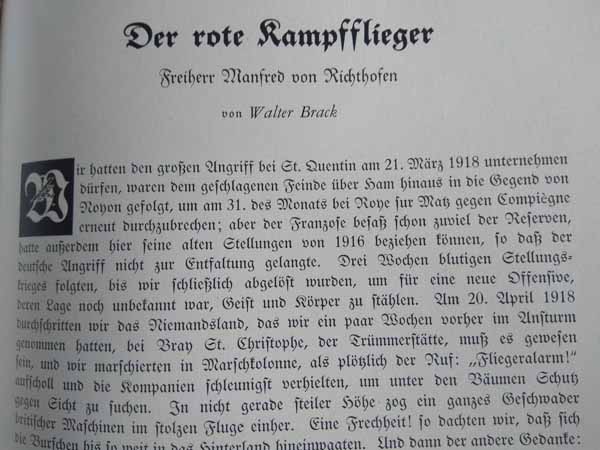 Der rote Kampfflieger
Freiherr Manfred von Richthofen
von Walter Brack
Wir hatten den großen Angriff bei St. Quentin am 21. März 1918 unternehmen
dürfen, waren dem geschlagenen Feinde über Ham hinaus in die Gegend von
Noyon gefolgt, um am 31. des Monats bei Roye sur Matz gegen Compiègne
erneut durchzubrechen; aber der Franzose besaß schon zuviel der Reserven,
hatte außerdem hier seine alten Stellungen von 1916 beziehen können, so daß der
deutsche Angriff nicht zur Entfaltung gelangte. Drei Wochen blutigen Stellungs-
krieges folgten, bis wir schließlich abgelöst wurden, um für eine neue Offensive,
deren Lage noch unbekannt war, Geist und Körper zu stählen. Am 20. April 1918
durchschritten wir das Niemandsland, das wir ein paar Wochen vorher im Ansturm
genommen hatten, bei Bray St. Christophe, der Trümmerstätte, muß es gewesen
sein, und wir marschierten in Marschkolonne, als plötzlich der Ruf: „Fliegeralarm!"
aufscholl und die Kompanien schleunigst verhielten, um unter den Bäumen Schutz
gegen Sicht zu suchen. In nicht gerade steiler Höhe zog ein ganzes Geschwader
britischer Maschinen im stolzen Fluge einher. Eine Frechheit! so dachten wir, daß sich
die Burschen bis so weit in das Hinterland hineinwagten. Und dann der andere Gedanke: